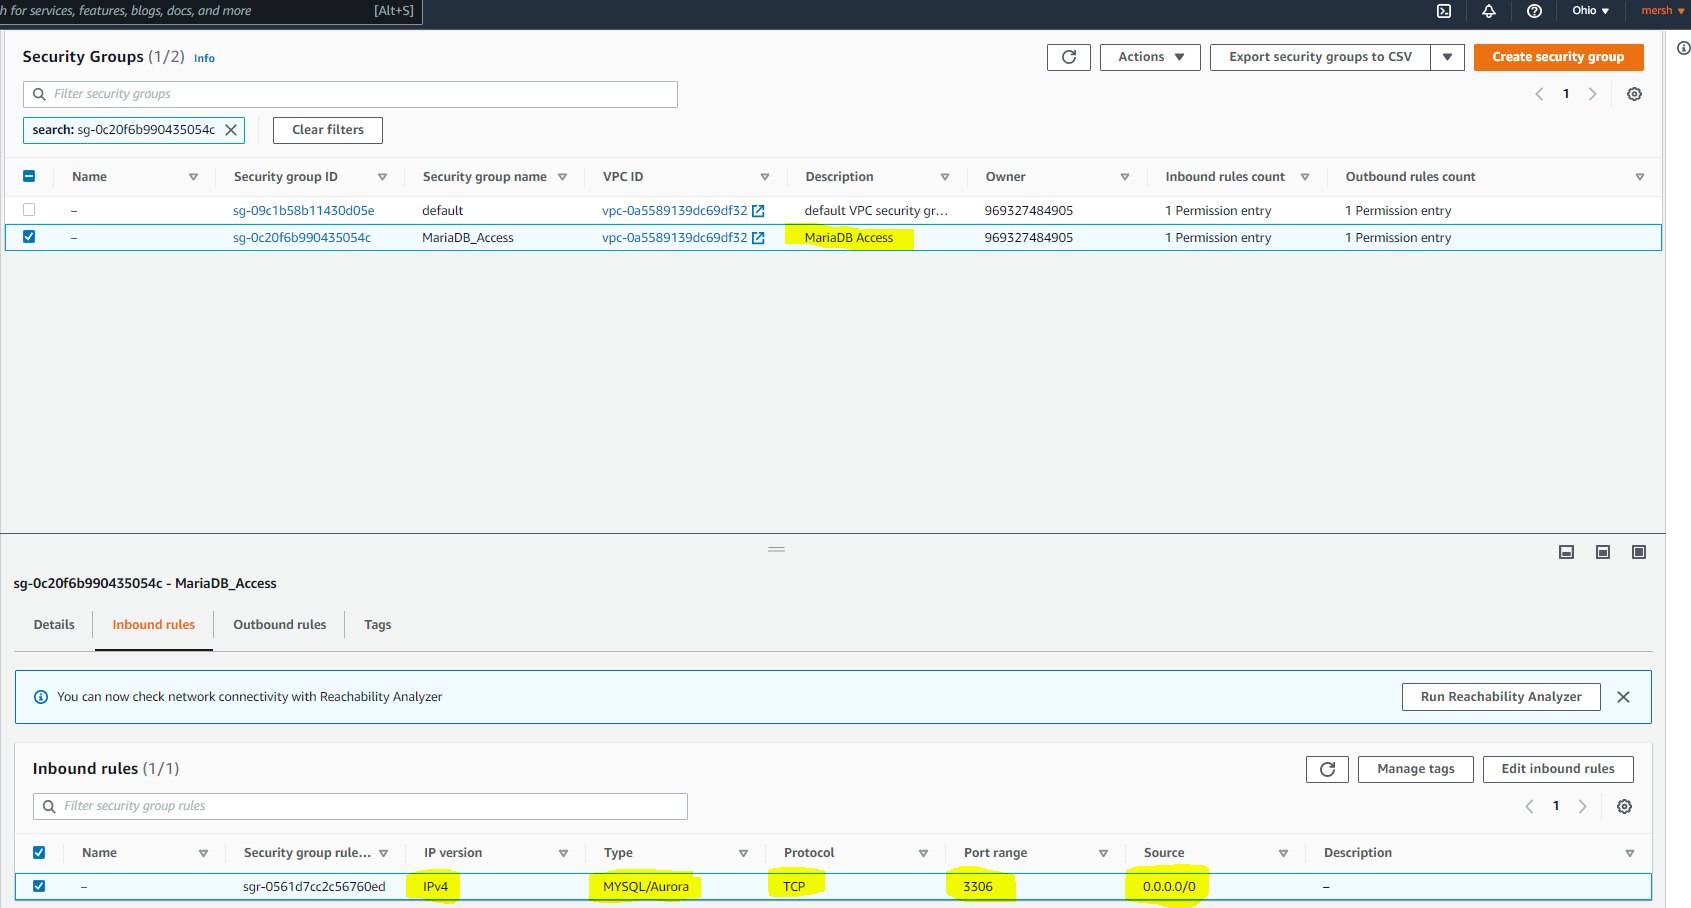 h for services, features, blogs, docs, and more [Alt+S] Ohio mersh
Security Groups (1/2) Info Actions Export security groups to CSV Create security group
Filter security groups 1
search: sg-0c20f6b990435054c Clear filters
Name Security group ID Security group name VPC ID Description Owner Inbound rules count Outbound rules count
– sg-09c1b58b11430d05e default vpc-0a5589139dc69df32 default VPC security gr... 969327484905 1 Permission entry 1 Permission entry
– sg-0c20f6b990435054c MariaDB_Access vpc-0a5589139dc69df32 MariaDB Access 969327484905 1 Permission entry 1 Permission entry
sg-0c20f6b990435054c - MariaDB_Access
Details Inbound rules Outbound rules Tags
You can now check network connectivity with Reachability Analyzer Run Reachability Analyzer
Inbound rules (1/1) Manage tags Edit inbound rules
Filter security group rules 1
Name Security group rule... IP version Type Protocol Port range Source Description
– sgr-0561d7cc2c56760ed IPv4 MYSQL/Aurora TCP 3306 0.0.0.0/0 –